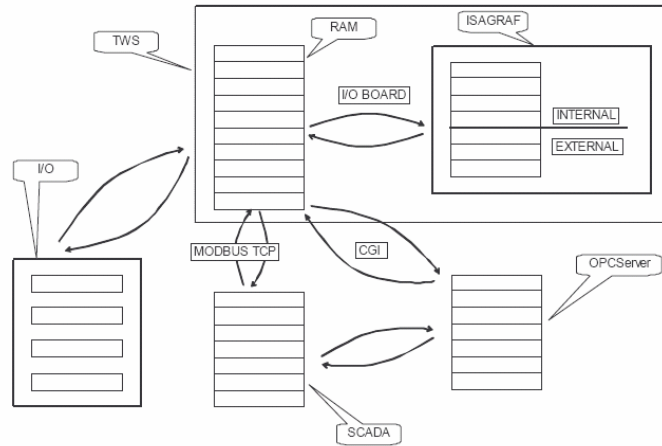 ISAGRAF
RAM
TWS
I/O BOARD
INTERNAL
EXTERNAL
I/O
MODBUS TCP
CGI
OPCServer
SCADA